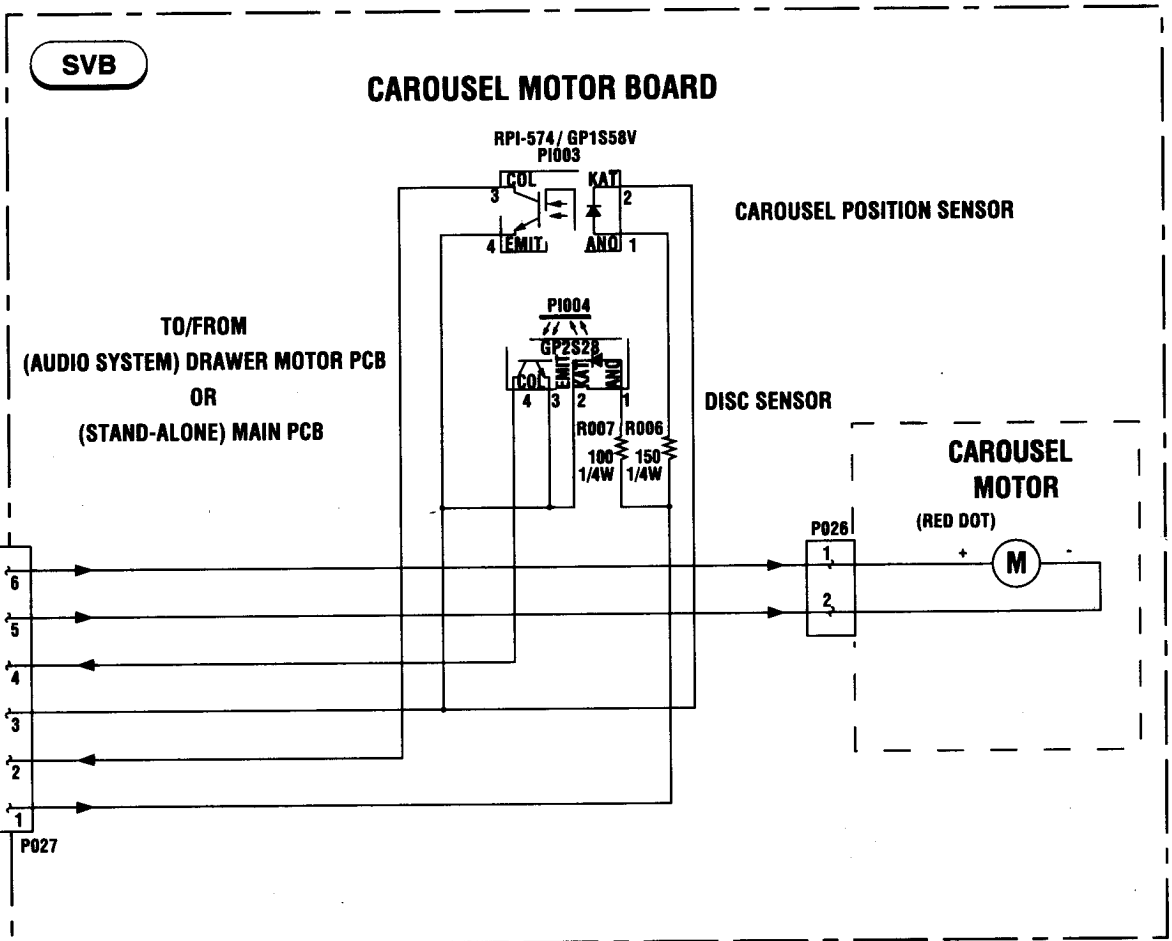 SVB
CAROUSEL MOTOR BOARD
RPI-574/ GP1S58V
PI003
COL KAT
3 2
4 EMIT ANO 1
CAROUSEL POSITION SENSOR
PI004
GP2S28
COL EMIT KAT ANO
4 3 2 1
DISC SENSOR
TO/FROM
(AUDIO SYSTEM) DRAWER MOTOR PCB
OR
(STAND-ALONE) MAIN PCB
R007 R006
100 150
1/4W 1/4W
CAROUSEL
MOTOR
(RED DOT)
P026
1 + M -
2
6
5
4
3
2
1
P027